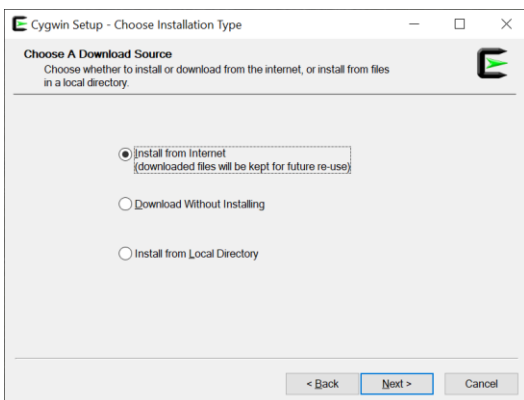 Cygwin Setup - Choose Installation Type
Choose A Download Source
Choose whether to install or download from the internet, or install from files
in a local directory.
Install from Internet
(downloaded files will be kept for future re-use)
Download Without Installing
Install from Local Directory
< Back
Next >
Cancel